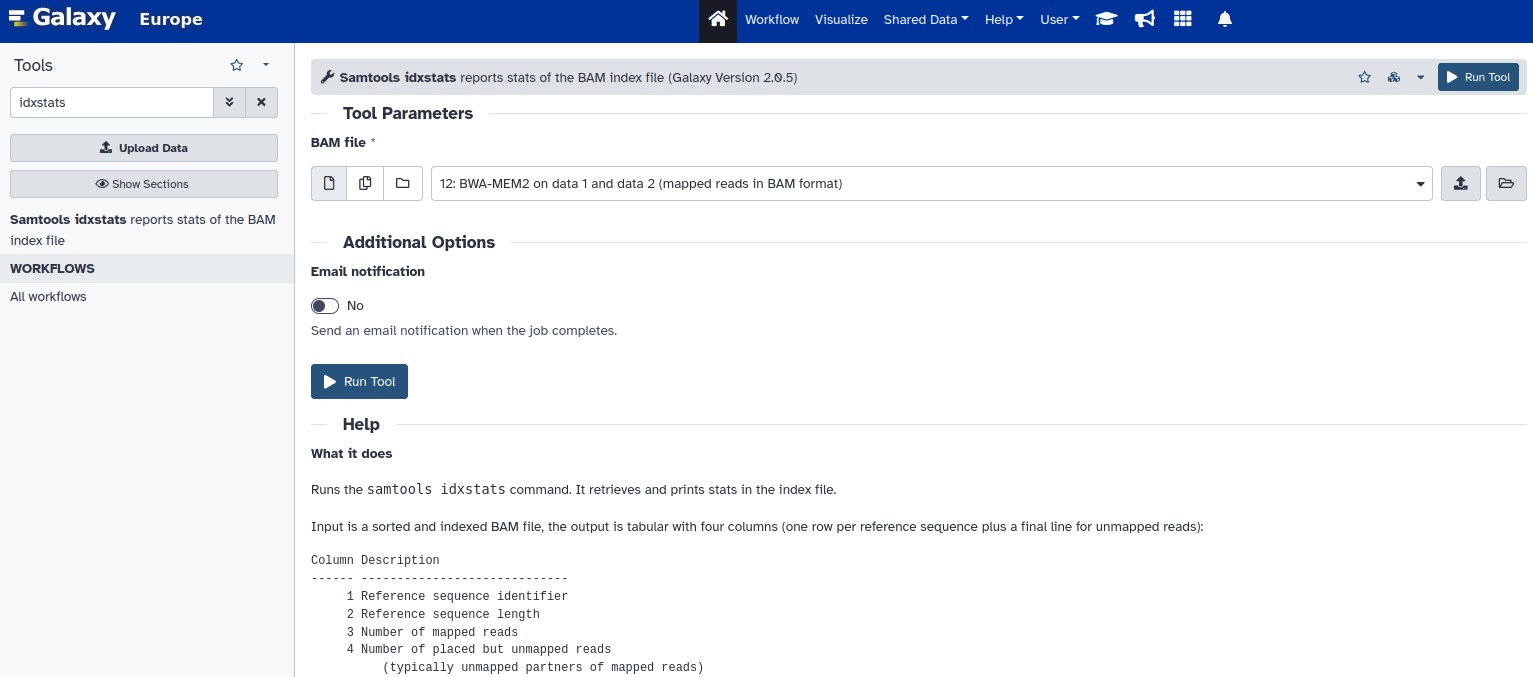 Galaxy Europe
Workflow Visualize Shared Data Help User
Tools
idxstats
Upload Data
Show Sections
Samtools idxstats reports stats of the BAM
index file
WORKFLOWS
All workflows
Samtools idxstats reports stats of the BAM index file (Galaxy Version 2.0.5)
Run Tool
Tool Parameters
BAM file *
12: BWA-MEM2 on data 1 and data 2 (mapped reads in BAM format)
Additional Options
Email notification
No
Send an email notification when the job completes.
Run Tool
Help
What it does
Runs the samtools idxstats command. It retrieves and prints stats in the index file.
Input is a sorted and indexed BAM file, the output is tabular with four columns (one row per reference sequence plus a final line for unmapped reads):
Column Description
------ -----------------------------
1 Reference sequence identifier
2 Reference sequence length
3 Number of mapped reads
4 Number of placed but unmapped reads
(typically unmapped partners of mapped reads)